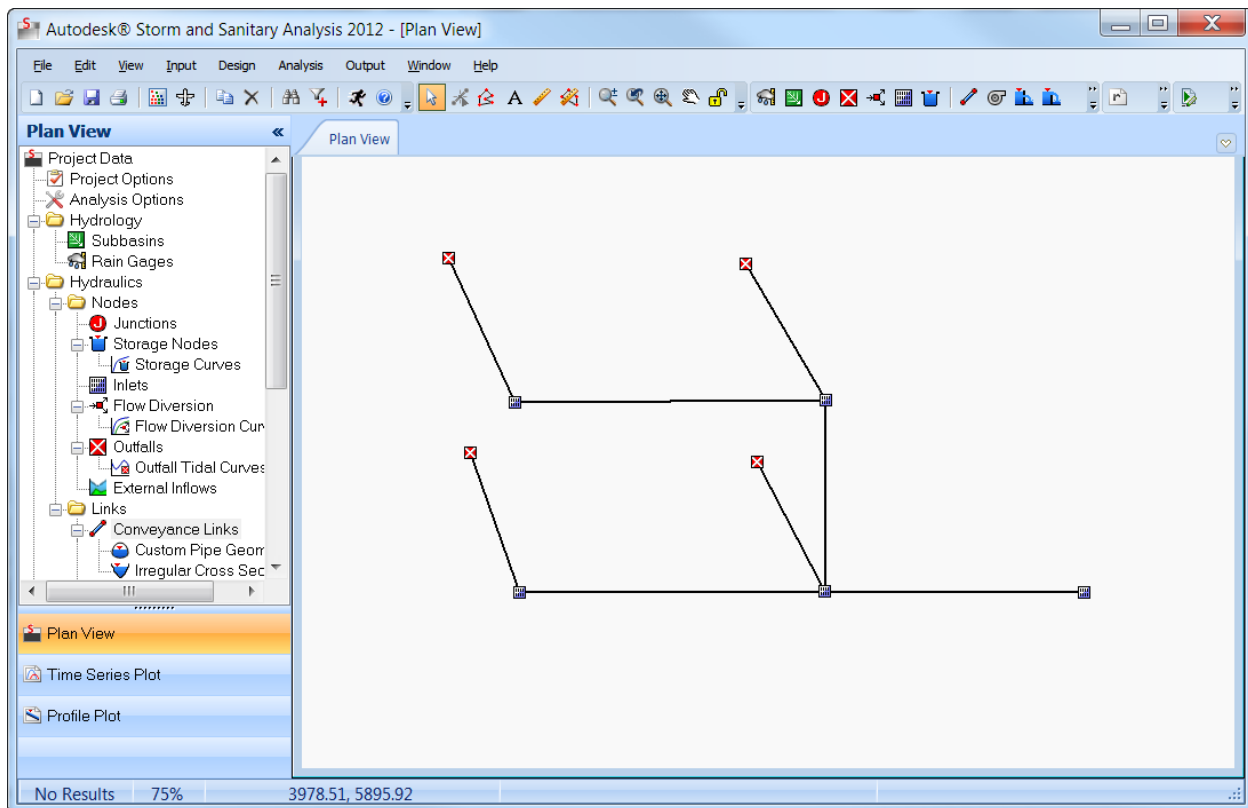 Autodesk® Storm and Sanitary Analysis 2012 - [Plan View]
File Edit View Input Design Analysis Output Window Help
Plan View
Plan View
Project Data
Project Options
Analysis Options
Hydrology
Subbasins
Rain Gages
Hydraulics
Nodes
Junctions
Storage Nodes
Storage Curves
Inlets
Flow Diversion
Flow Diversion Cur
Outfalls
Outfall Tidal Curves
External Inflows
Links
Conveyance Links
Custom Pipe Geom
Irregular Cross Sec
Plan View
Time Series Plot
Profile Plot
No Results 75% 3978.51, 5895.92